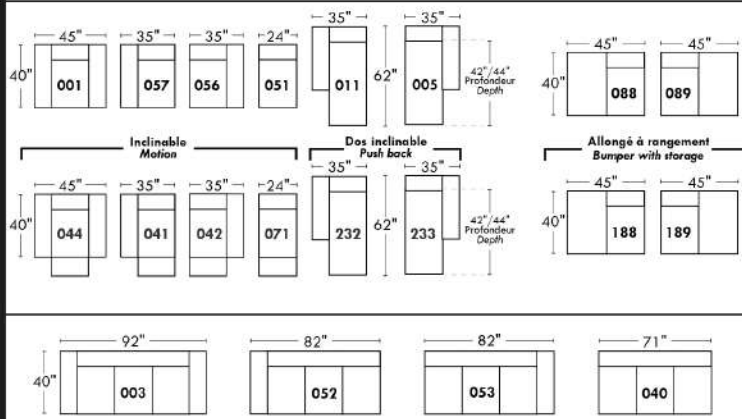 45" 35" 35" 24" 35" 35" 45" 45"
40" 001 057 056 051 011 62" 005 42"/44" Profondeur Depth 088 089
Inclinable
Motion
Dos inclinable
Push back
Allongé à rangement
Bumper with storage
45" 35" 35" 24" 35" 35" 45" 45"
40" 044 041 042 071 232 62" 233 42"/44" Profondeur Depth 40" 188 189
92" 82" 82" 71"
40" 003 052 053 040